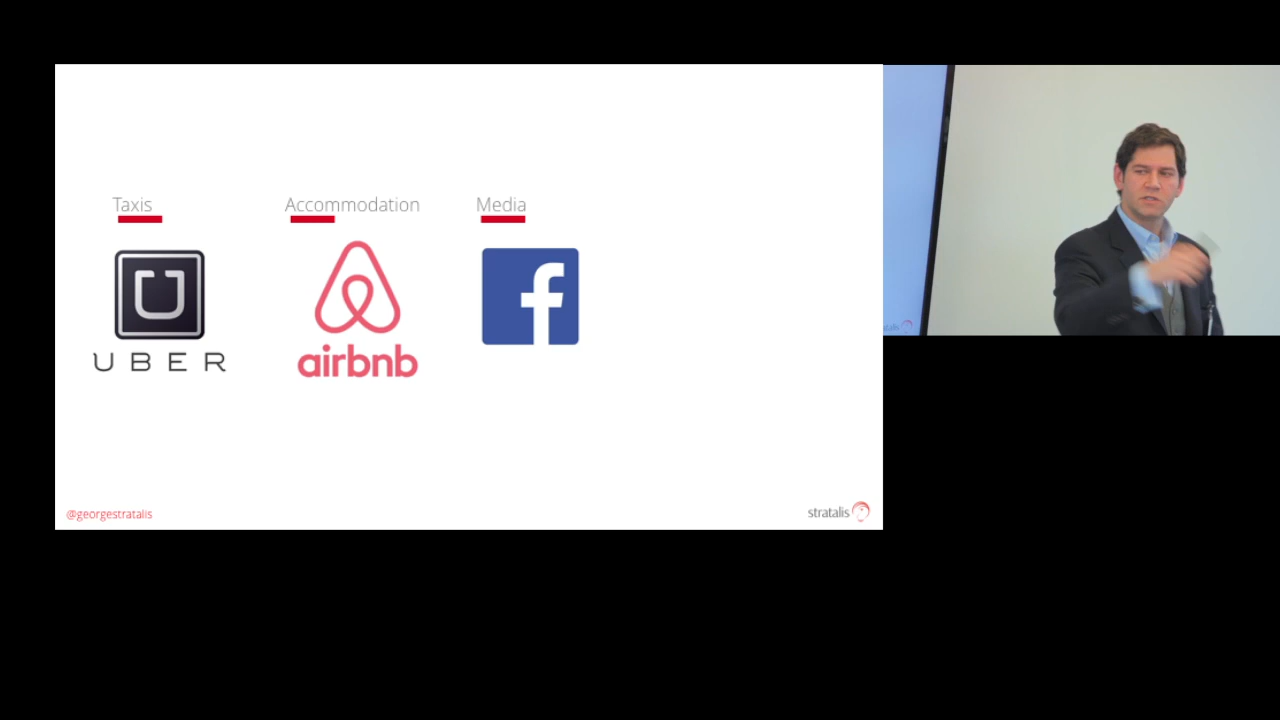 Taxis
Accommodation
Media
U
UBER
airbnb
f
@georgestratalis
stratalis